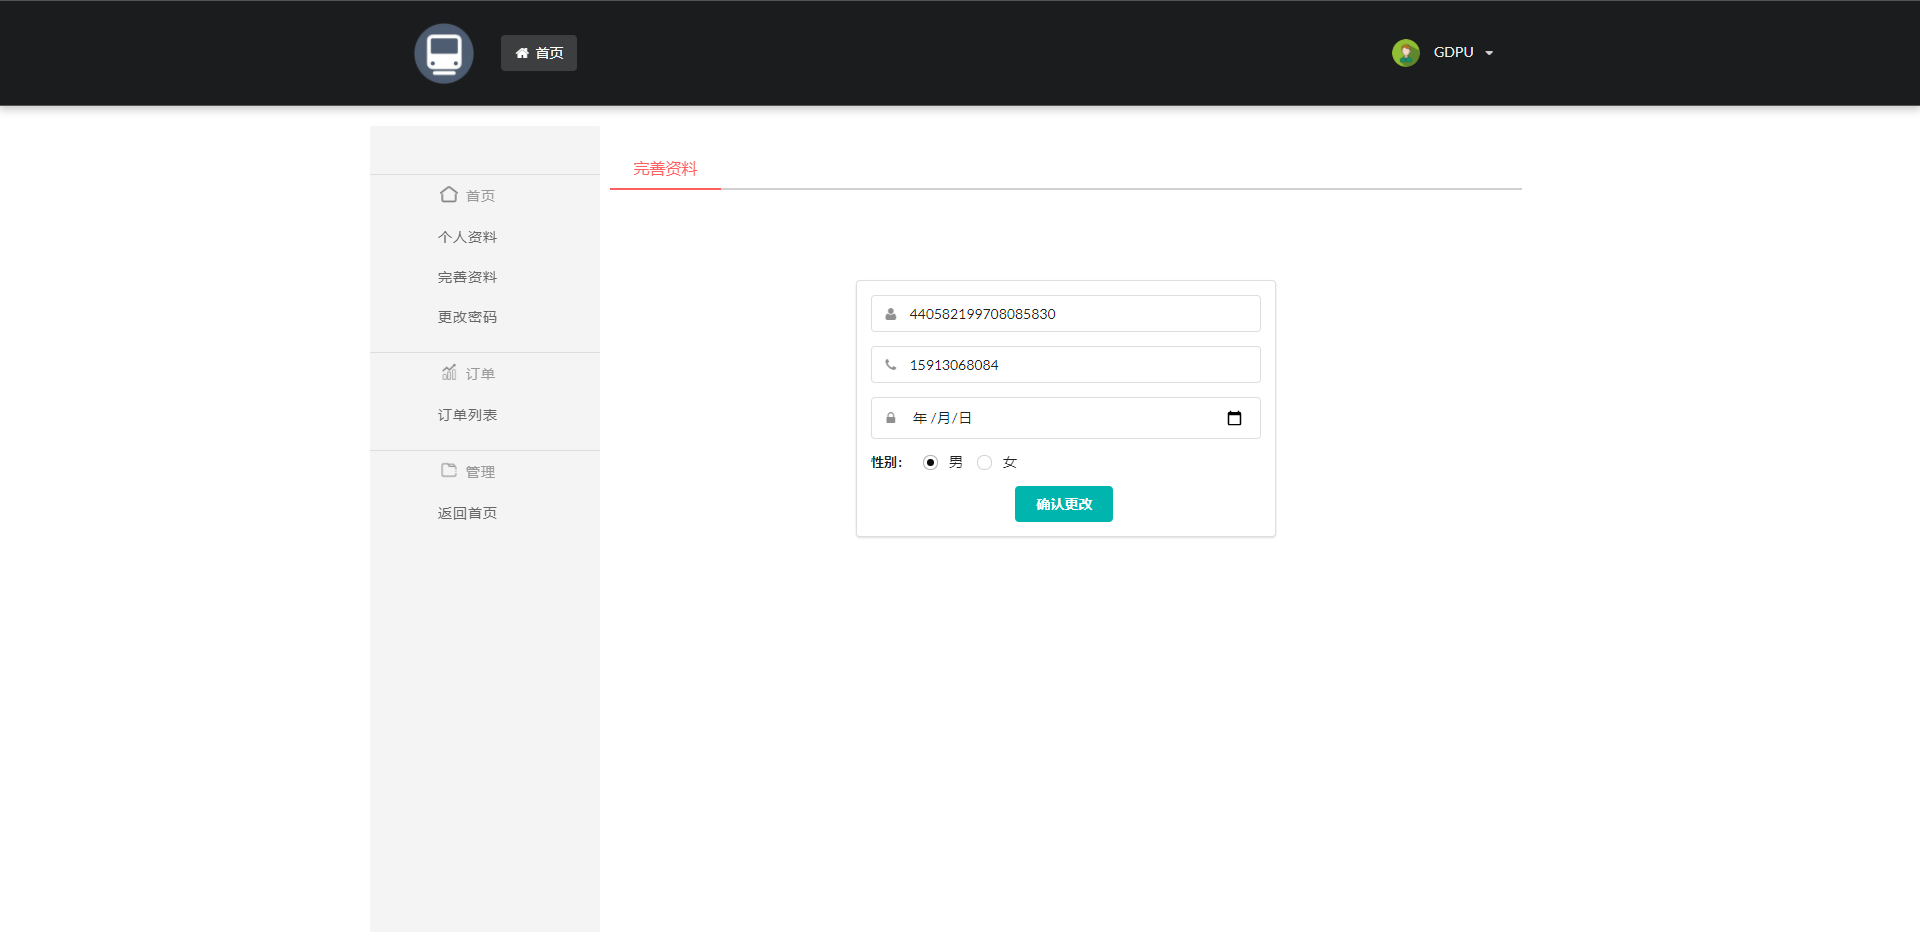 首页
GDPU
完善资料
首页
个人资料
完善资料
更改密码
订单
订单列表
管理
返回首页
440582199708085830
15913068084
年 /月/日
性别： 男 女
确认更改